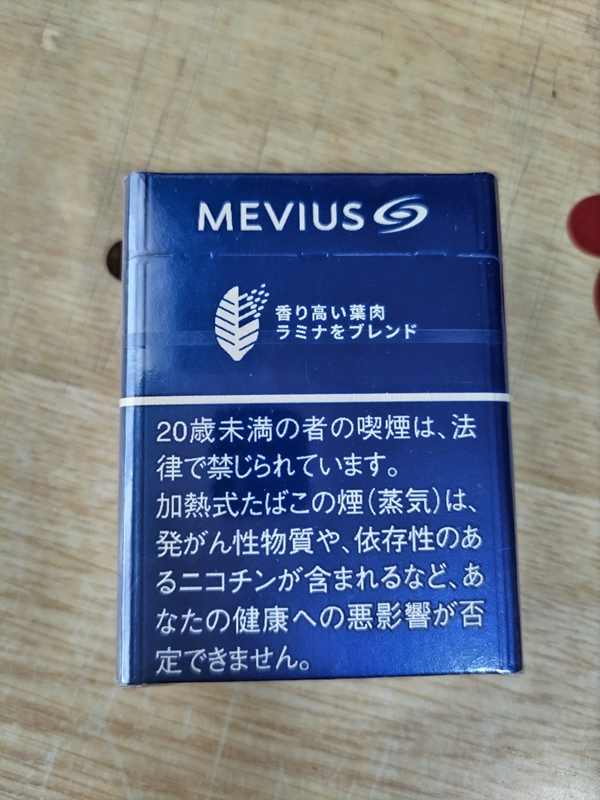 MEVIUS
香り高い葉肉
ラミナをブレンド
20歳未満の者の喫煙は、法
律で禁じられています。
加熱式たばこの煙(蒸気)は、
発がん性物質や、依存性のあ
るニコチンが含まれるなど、あ
なたの健康への悪影響が否
定できません。